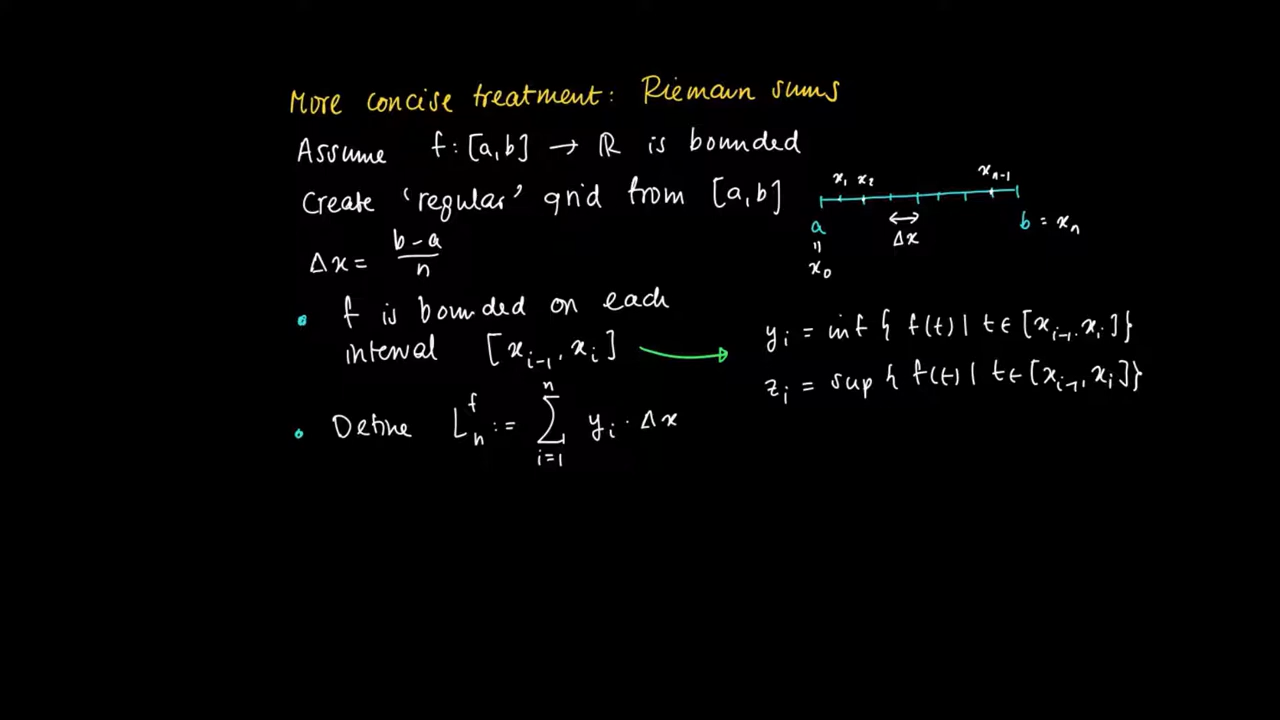 More concise treatment: Riemann sums
Assume f: [a,b] → ℝ is bounded
Create 'regular' grid from [a,b]
x₁ x₂ xₙ₋₁
a
"
x₀
Δx
b = xₙ
Δx = (b-a)/n
• f is bounded on each
interval [xᵢ₋₁, xᵢ]
yᵢ = inf { f(t) | t ∈ [xᵢ₋₁, xᵢ] }
zᵢ = sup { f(t) | t ∈ [xᵢ₋₁, xᵢ] }
• Define Lₙᶠ := ∑ᵢ₌₁ⁿ yᵢ · Δx